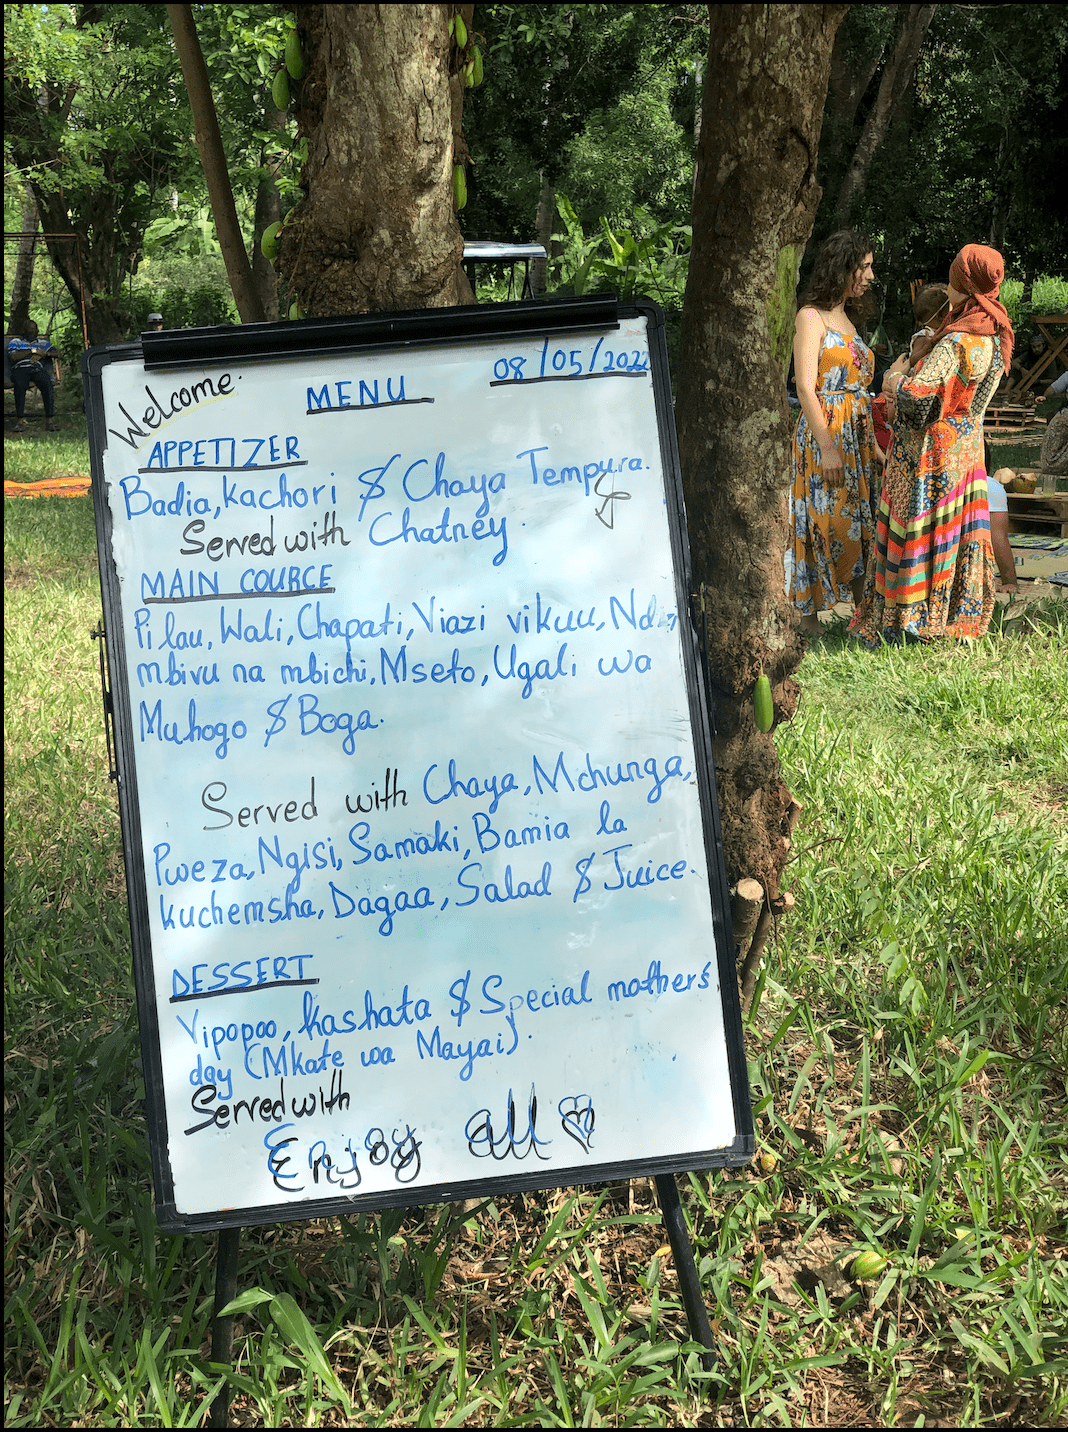 Welcome.
08/05/2022
MENU
APPETIZER
Badia, Kachori $ Chaya Tempura.
Served with Chatney.
MAIN COURCE
Pilau, Wali, Chapati, Viazi vikuu, Ndizi
mbivu na mbichi, Mseto, Ugali wa
Muhogo $ Boga.
Served with Chaya, Mchunga,
Pweza, Ngisi, Samaki, Bamia la
kuchemsha, Dagaa, Salad $ Juice.
DESSERT
Vipopoo, Kashata $ Special mother's
day (Mkate wa Mayai).
Served with
Enjoy all